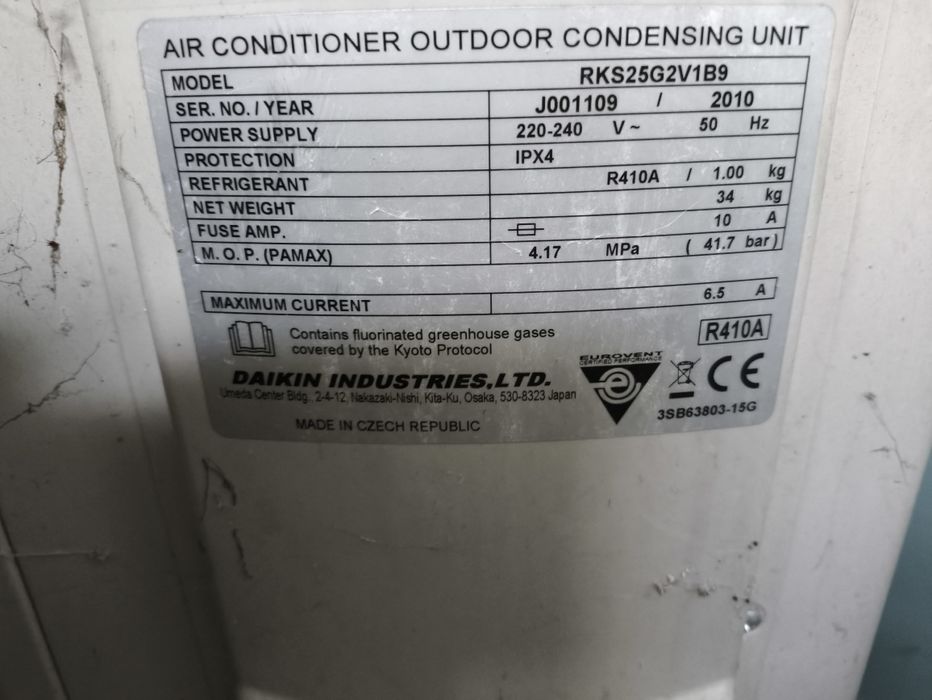 AIR CONDITIONER OUTDOOR CONDENSING UNIT
MODEL RKS25G2V1B9
SER. NO. / YEAR J001109 / 2010
POWER SUPPLY 220-240 V ~ 50 Hz
PROTECTION IPX4
REFRIGERANT R410A / 1.00 kg
NET WEIGHT 34 kg
FUSE AMP. 10 A
M. O. P. (PAMAX) 4.17 MPa ( 41.7 bar )
MAXIMUM CURRENT 6.5 A
Contains fluorinated greenhouse gases
covered by the Kyoto Protocol
R410A
DAIKIN INDUSTRIES,LTD.
Umeda Center Bldg., 2-4-12, Nakazaki-Nishi, Kita-Ku, Osaka, 530-8323 Japan
MADE IN CZECH REPUBLIC
EUROVENT
CERTIFIED PERFORMANCE
CE
3SB63803-15G